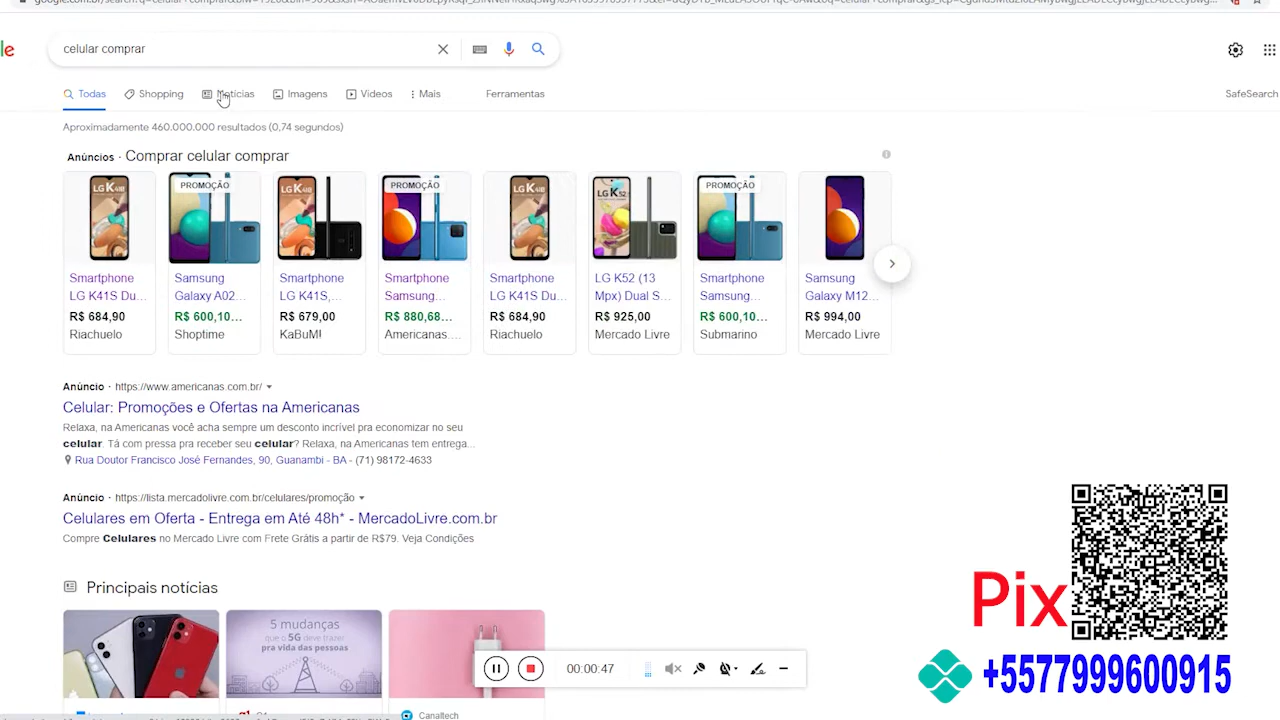 le
celular comprar
Todas
Shopping
Notícias
Imagens
Vídeos
Mais
Ferramentas
SafeSearch
Aproximadamente 460.000.000 resultados (0,74 segundos)
Anúncios · Comprar celular comprar
PROMOÇÃO
PROMOÇÃO
PROMOÇÃO
Smartphone
LG K41S Du...
R$ 684,90
Riachuelo
Samsung
Galaxy A02...
R$ 600,10...
Shoptime
Smartphone
LG K41S,...
R$ 679,00
KaBuM!
Smartphone
Samsung...
R$ 880,68...
Americanas....
Smartphone
LG K41S Du...
R$ 684,90
Riachuelo
LG K52 (13
Mpx) Dual S...
R$ 925,00
Mercado Livre
Smartphone
Samsung...
R$ 600,10...
Submarino
Samsung
Galaxy M12...
R$ 994,00
Mercado Livre
Anúncio · https://www.americanas.com.br/
Celular: Promoções e Ofertas na Americanas
Relaxa, na Americanas você acha sempre um desconto incrível pra economizar no seu
celular. Tá com pressa pra receber seu celular? Relaxa, na Americanas tem entrega...
Rua Doutor Francisco José Fernandes, 90, Guanambi - BA - (71) 98172-4633
Anúncio · https://lista.mercadolivre.com.br/celulares/promoção
Celulares em Oferta - Entrega em Até 48h* - MercadoLivre.com.br
Compre Celulares no Mercado Livre com Frete Grátis a partir de R$79. Veja Condições
Principais notícias
5 mudanças
que o 5G deve trazer
pra vida das pessoas
Canaltech
00:00:47
Pix
+5577999600915